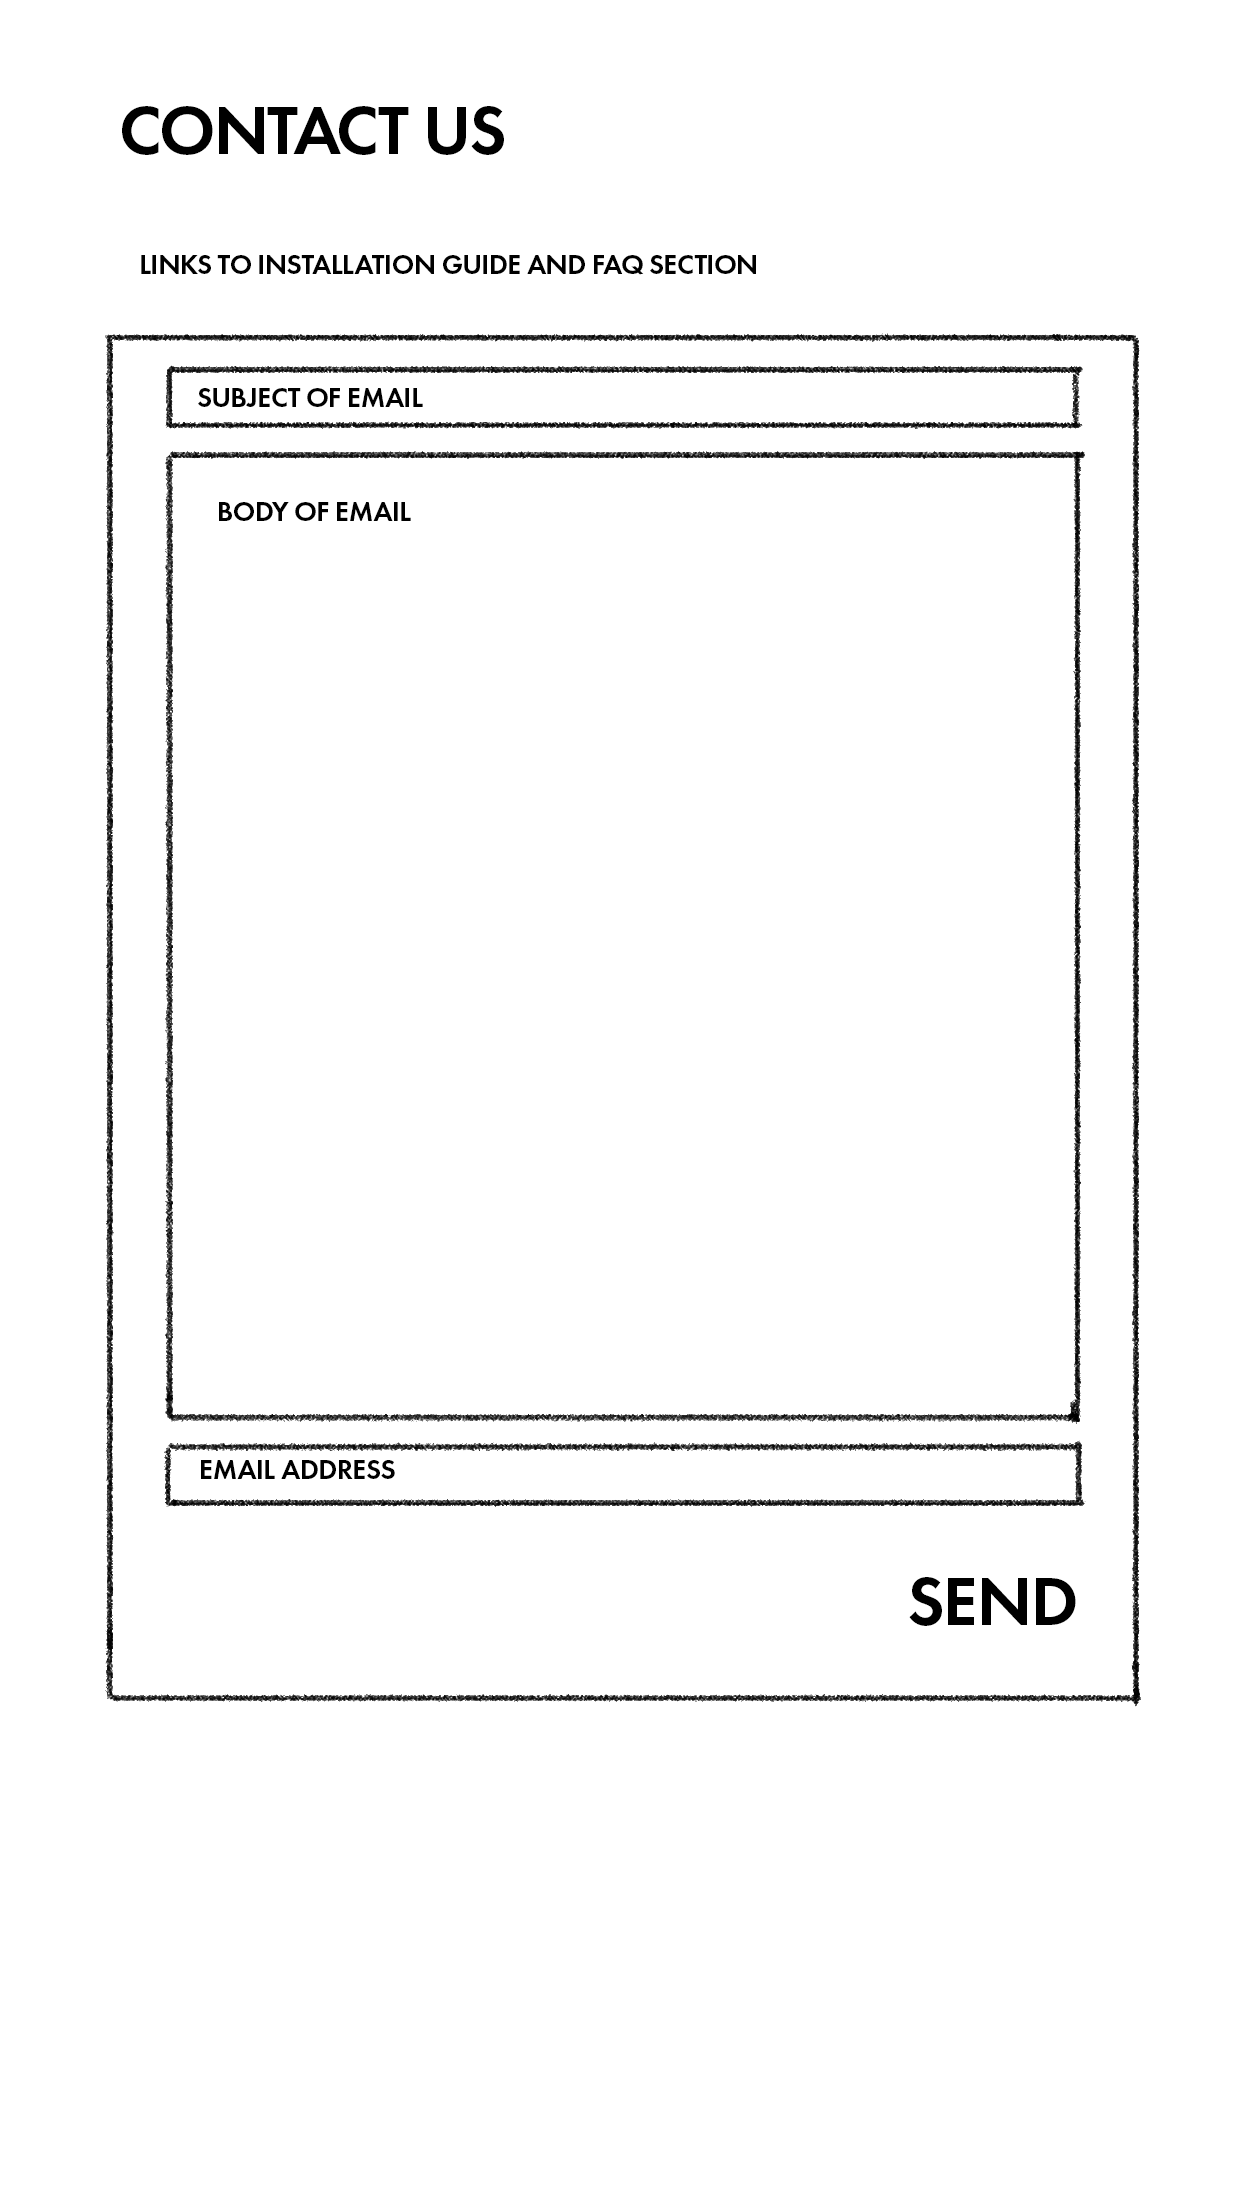 CONTACT US
LINKS TO INSTALLATION GUIDE AND FAQ SECTION
SUBJECT OF EMAIL
BODY OF EMAIL
EMAIL ADDRESS
SEND